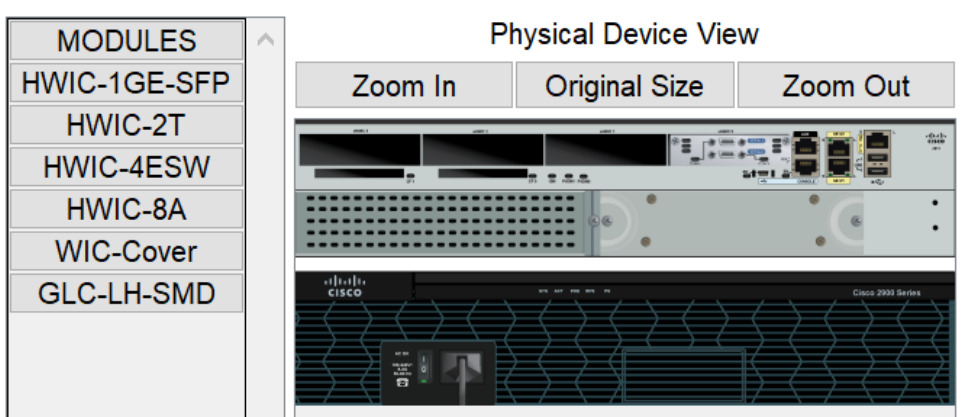 MODULES
HWIC-1GE-SFP
HWIC-2T
HWIC-4ESW
HWIC-8A
WIC-Cover
GLC-LH-SMD
Physical Device View
Zoom In
Original Size
Zoom Out
CISCO
Cisco 2900 Series